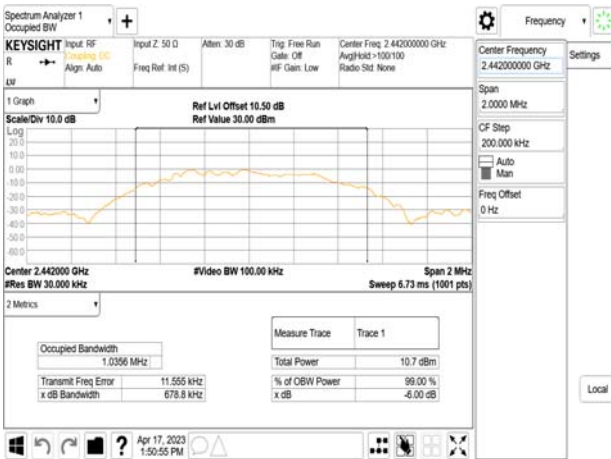 Spectrum Analyzer 1
Occupied BW
Frequency
KEYSIGHT
R
Input: RF
Coupling: DC
Align: Auto
Input Z: 50 Ω
Freq Ref: Int (S)
Atten: 30 dB
Trig: Free Run
Gate: Off
#IF Gain: Low
Center Freq: 2.442000000 GHz
Avg|Hold:>100/100
Radio Std: None
Center Frequency
2.442000000 GHz
Settings
Span
2.0000 MHz
CF Step
200.000 kHz
Auto
Man
Freq Offset
0 Hz
1 Graph
Scale/Div 10.0 dB
Ref Lvl Offset 10.50 dB
Ref Value 30.00 dBm
Log
20.0
10.0
0.00
-10.0
-20.0
-30.0
-40.0
-50.0
-60.0
Center 2.442000 GHz
#Res BW 30.000 kHz
#Video BW 100.00 kHz
Span 2 MHz
Sweep 6.73 ms (1001 pts)
2 Metrics
Measure Trace
Trace 1
Occupied Bandwidth
1.0356 MHz
Total Power
10.7 dBm
Transmit Freq Error
11.555 kHz
% of OBW Power
99.00 %
x dB Bandwidth
678.8 kHz
x dB
-6.00 dB
Local
Apr 17, 2023
1:50:55 PM